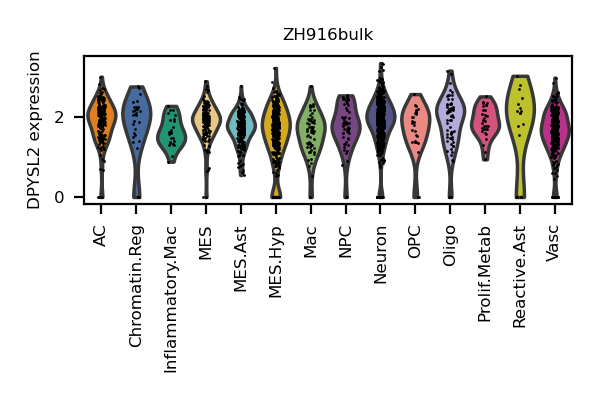 ZH916bulk
DPYSL2 expression
2
0
AC
Chromatin.Reg
Inflammatory.Mac
MES
MES.Ast
MES.Hyp
Mac
NPC
Neuron
OPC
Oligo
Prolif.Metab
Reactive.Ast
Vasc